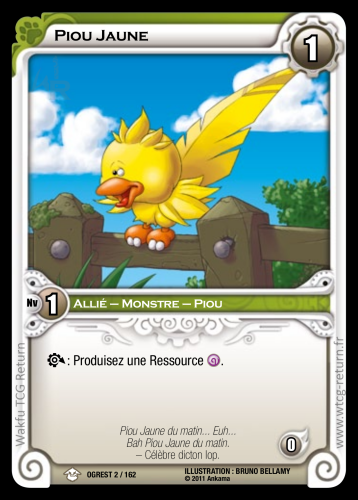 Piou Jaune
1
Nv 1 Allié – Monstre – Piou
: Produisez une Ressource .
Piou Jaune du matin... Euh...
Bah Piou Jaune du matin.
– Célèbre dicton lop.
0
OGREST 2 / 162
ILLUSTRATION : BRUNO BELLAMY
© 2011 Ankama
Wakfu TCG Return
www.wtcg-return.fr